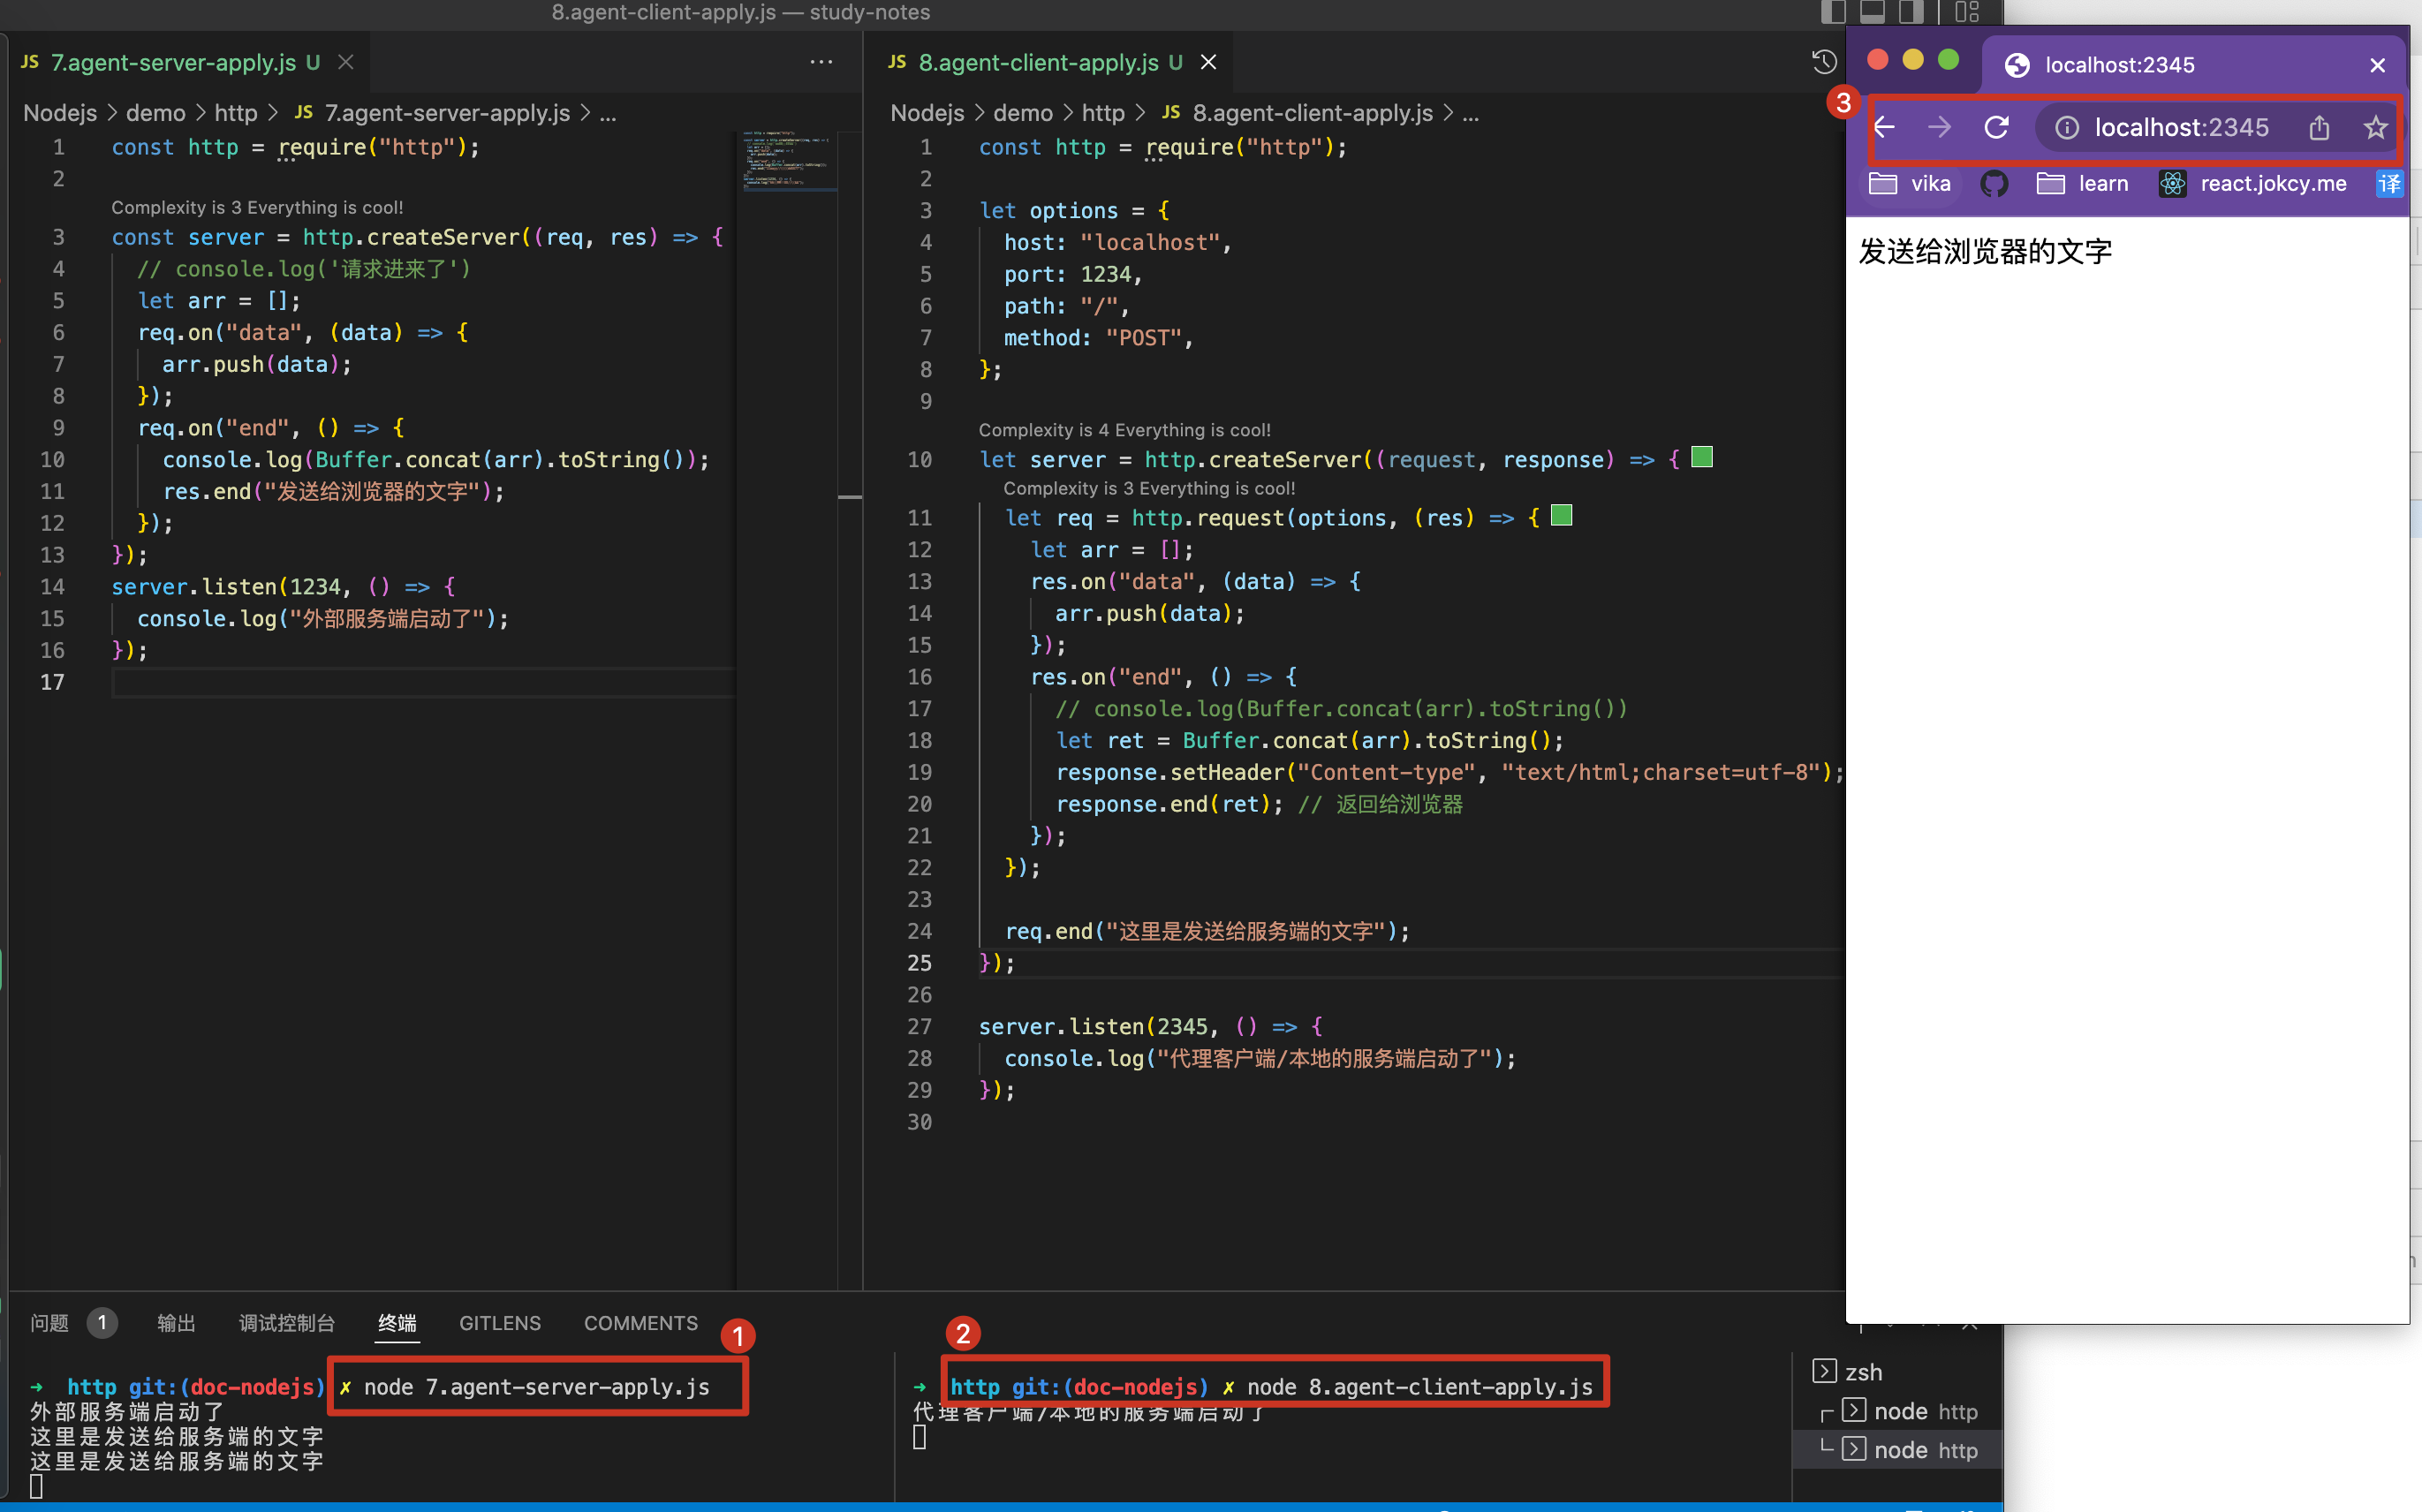 8.agent-client-apply.js — study-notes
JS 7.agent-server-apply.js U
Nodejs > demo > http > JS 7.agent-server-apply.js > ...
1 const http = require("http");
2
Complexity is 3 Everything is cool!
3 const server = http.createServer((req, res) => {
4 // console.log('请求进来了')
5 let arr = [];
6 req.on("data", (data) => {
7 arr.push(data);
8 });
9 req.on("end", () => {
10 console.log(Buffer.concat(arr).toString());
11 res.end("发送给浏览器的文字");
12 });
13 });
14 server.listen(1234, () => {
15 console.log("外部服务端启动了");
16 });
17
JS 8.agent-client-apply.js U
Nodejs > demo > http > JS 8.agent-client-apply.js > ...
1 const http = require("http");
2
3 let options = {
4 host: "localhost",
5 port: 1234,
6 path: "/",
7 method: "POST",
8 };
9
Complexity is 4 Everything is cool!
10 let server = http.createServer((request, response) => {
Complexity is 3 Everything is cool!
11 let req = http.request(options, (res) => {
12 let arr = [];
13 res.on("data", (data) => {
14 arr.push(data);
15 });
16 res.on("end", () => {
17 // console.log(Buffer.concat(arr).toString())
18 let ret = Buffer.concat(arr).toString();
19 response.setHeader("Content-type", "text/html;charset=utf-8");
20 response.end(ret); // 返回给浏览器
21 });
22 });
23
24 req.end("这里是发送给服务端的文字");
25 });
26
27 server.listen(2345, () => {
28 console.log("代理客户端/本地的服务端启动了");
29 });
30
localhost:2345
3
localhost:2345
vika learn react.jokcy.me 译
发送给浏览器的文字
问题 1 输出 调试控制台 终端 GITLENS COMMENTS
1
➜ http git:(doc-nodejs) ✗ node 7.agent-server-apply.js
外部服务端启动了
这里是发送给服务端的文字
这里是发送给服务端的文字
2
➜ http git:(doc-nodejs) ✗ node 8.agent-client-apply.js
代理客户端/本地的服务端启动了
zsh
node http
node http